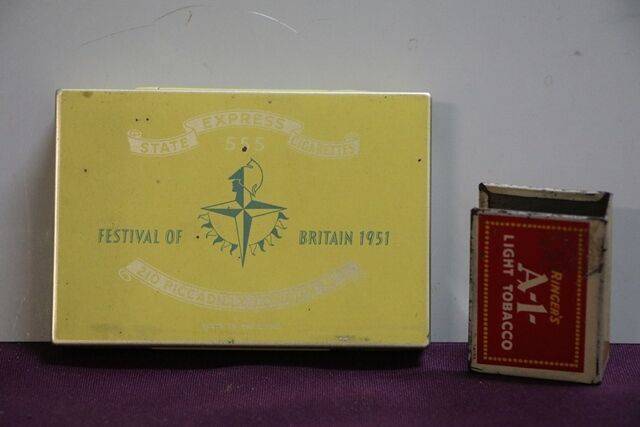 STATE EXPRESS CIGARETTES
555
FESTIVAL OF BRITAIN 1951
210 PICCADILLY
RINGER'S
A-1-
LIGHT TOBACCO